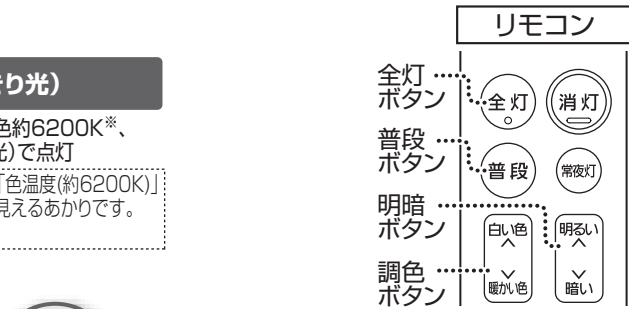 り光）
色約6200K※、
光)で点灯
「色温度(約6200K)」
見えるあかりです。
リモコン
全灯
ボタン
普段
ボタン
明暗
ボタン
調色
ボタン
全灯
消灯
普段
常夜灯
白い色
暖かい色
明るい
暗い